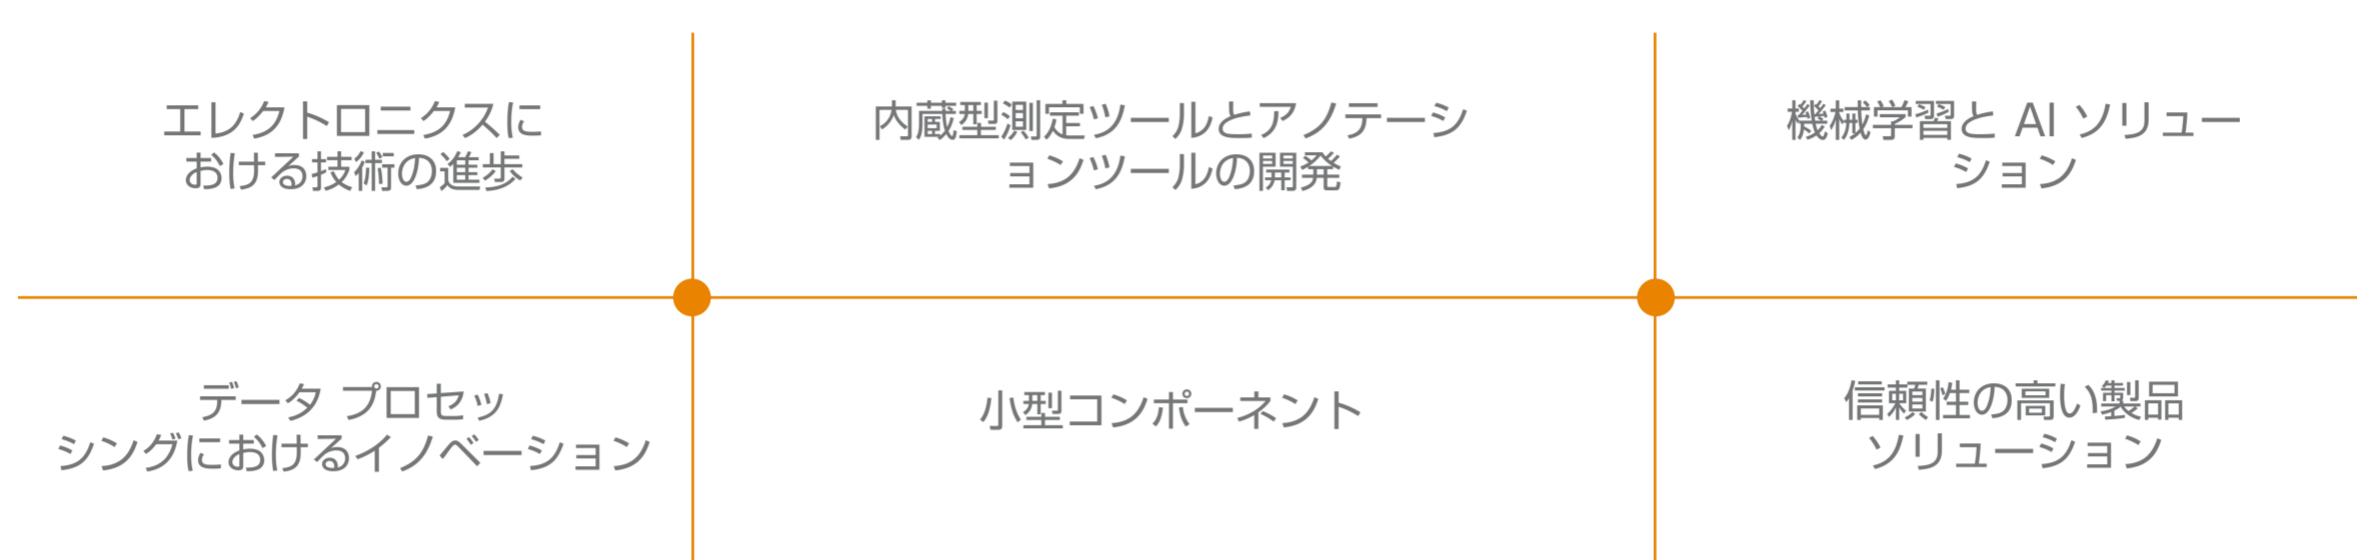 エレクトロニクスに
おける技術の進歩
内蔵型測定ツールとアノテーシ
ョンツールの開発
機械学習と AI ソリュー
ション
データ プロセッ
シングにおけるイノベーション
小型コンポーネント
信頼性の高い製品
ソリューション